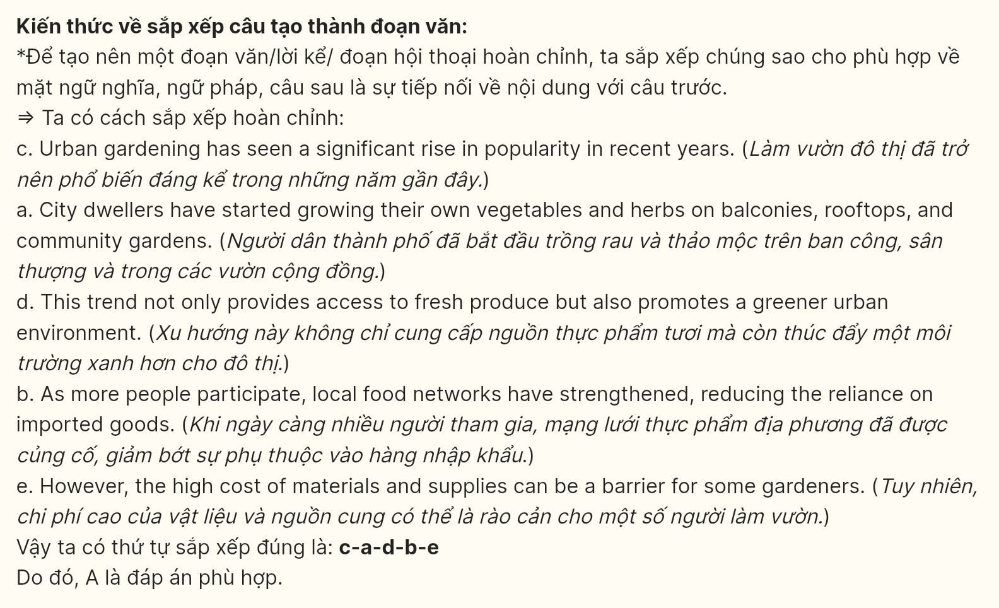 Kiến thức về sắp xếp câu tạo thành đoạn văn:
*Để tạo nên một đoạn văn/lời kể/ đoạn hội thoại hoàn chỉnh, ta sắp xếp chúng sao cho phù hợp về
mặt ngữ nghĩa, ngữ pháp, câu sau là sự tiếp nối về nội dung với câu trước.
⇒ Ta có cách sắp xếp hoàn chỉnh:
c. Urban gardening has seen a significant rise in popularity in recent years. (Làm vườn đô thị đã trở
nên phổ biến đáng kể trong những năm gần đây.)
a. City dwellers have started growing their own vegetables and herbs on balconies, rooftops, and
community gardens. (Người dân thành phố đã bắt đầu trồng rau và thảo mộc trên ban công, sân
thượng và trong các vườn cộng đồng.)
d. This trend not only provides access to fresh produce but also promotes a greener urban
environment. (Xu hướng này không chỉ cung cấp nguồn thực phẩm tươi mà còn thúc đẩy một môi
trường xanh hơn cho đô thị.)
b. As more people participate, local food networks have strengthened, reducing the reliance on
imported goods. (Khi ngày càng nhiều người tham gia, mạng lưới thực phẩm địa phương đã được
củng cố, giảm bớt sự phụ thuộc vào hàng nhập khẩu.)
e. However, the high cost of materials and supplies can be a barrier for some gardeners. (Tuy nhiên,
chi phí cao của vật liệu và nguồn cung có thể là rào cản cho một số người làm vườn.)
Vậy ta có thứ tự sắp xếp đúng là: c-a-d-b-e
Do đó, A là đáp án phù hợp.